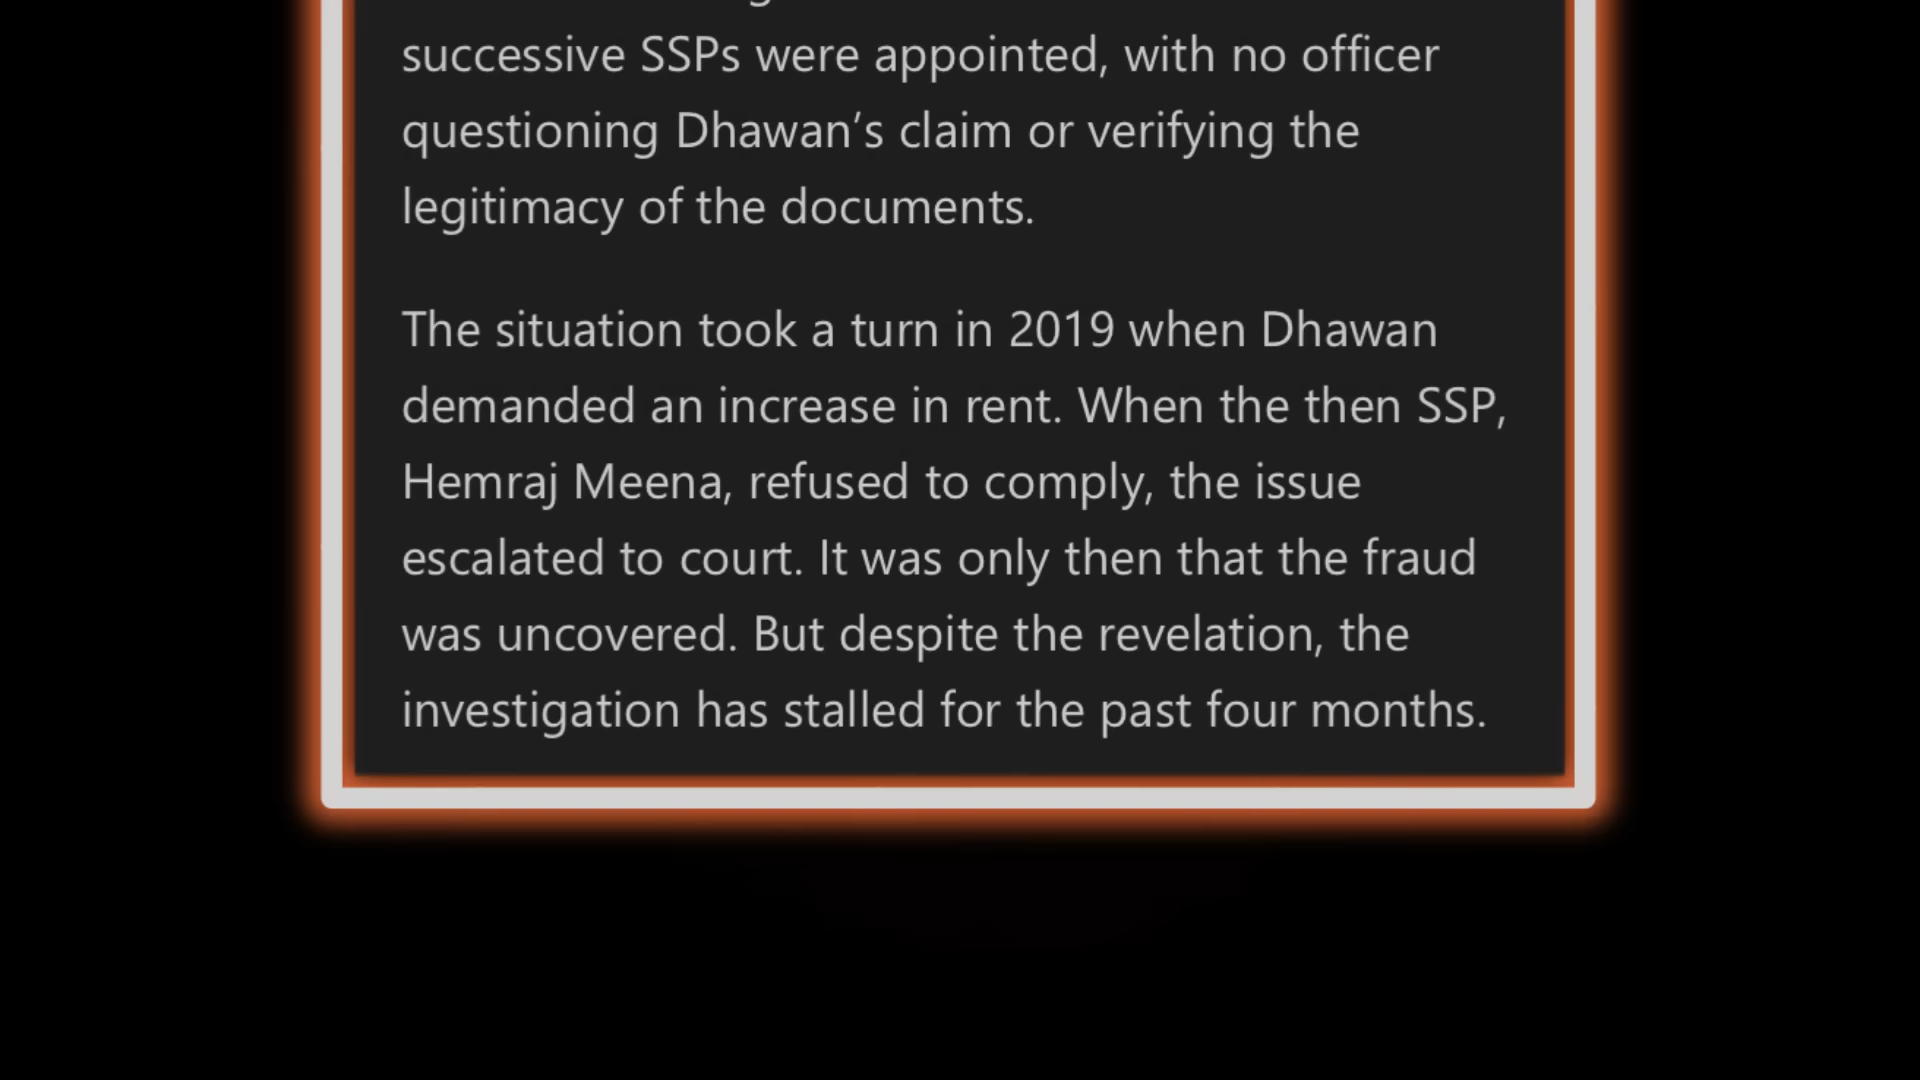 successive SSPs were appointed, with no officer
questioning Dhawan’s claim or verifying the
legitimacy of the documents.
The situation took a turn in 2019 when Dhawan
demanded an increase in rent. When the then SSP,
Hemraj Meena, refused to comply, the issue
escalated to court. It was only then that the fraud
was uncovered. But despite the revelation, the
investigation has stalled for the past four months.